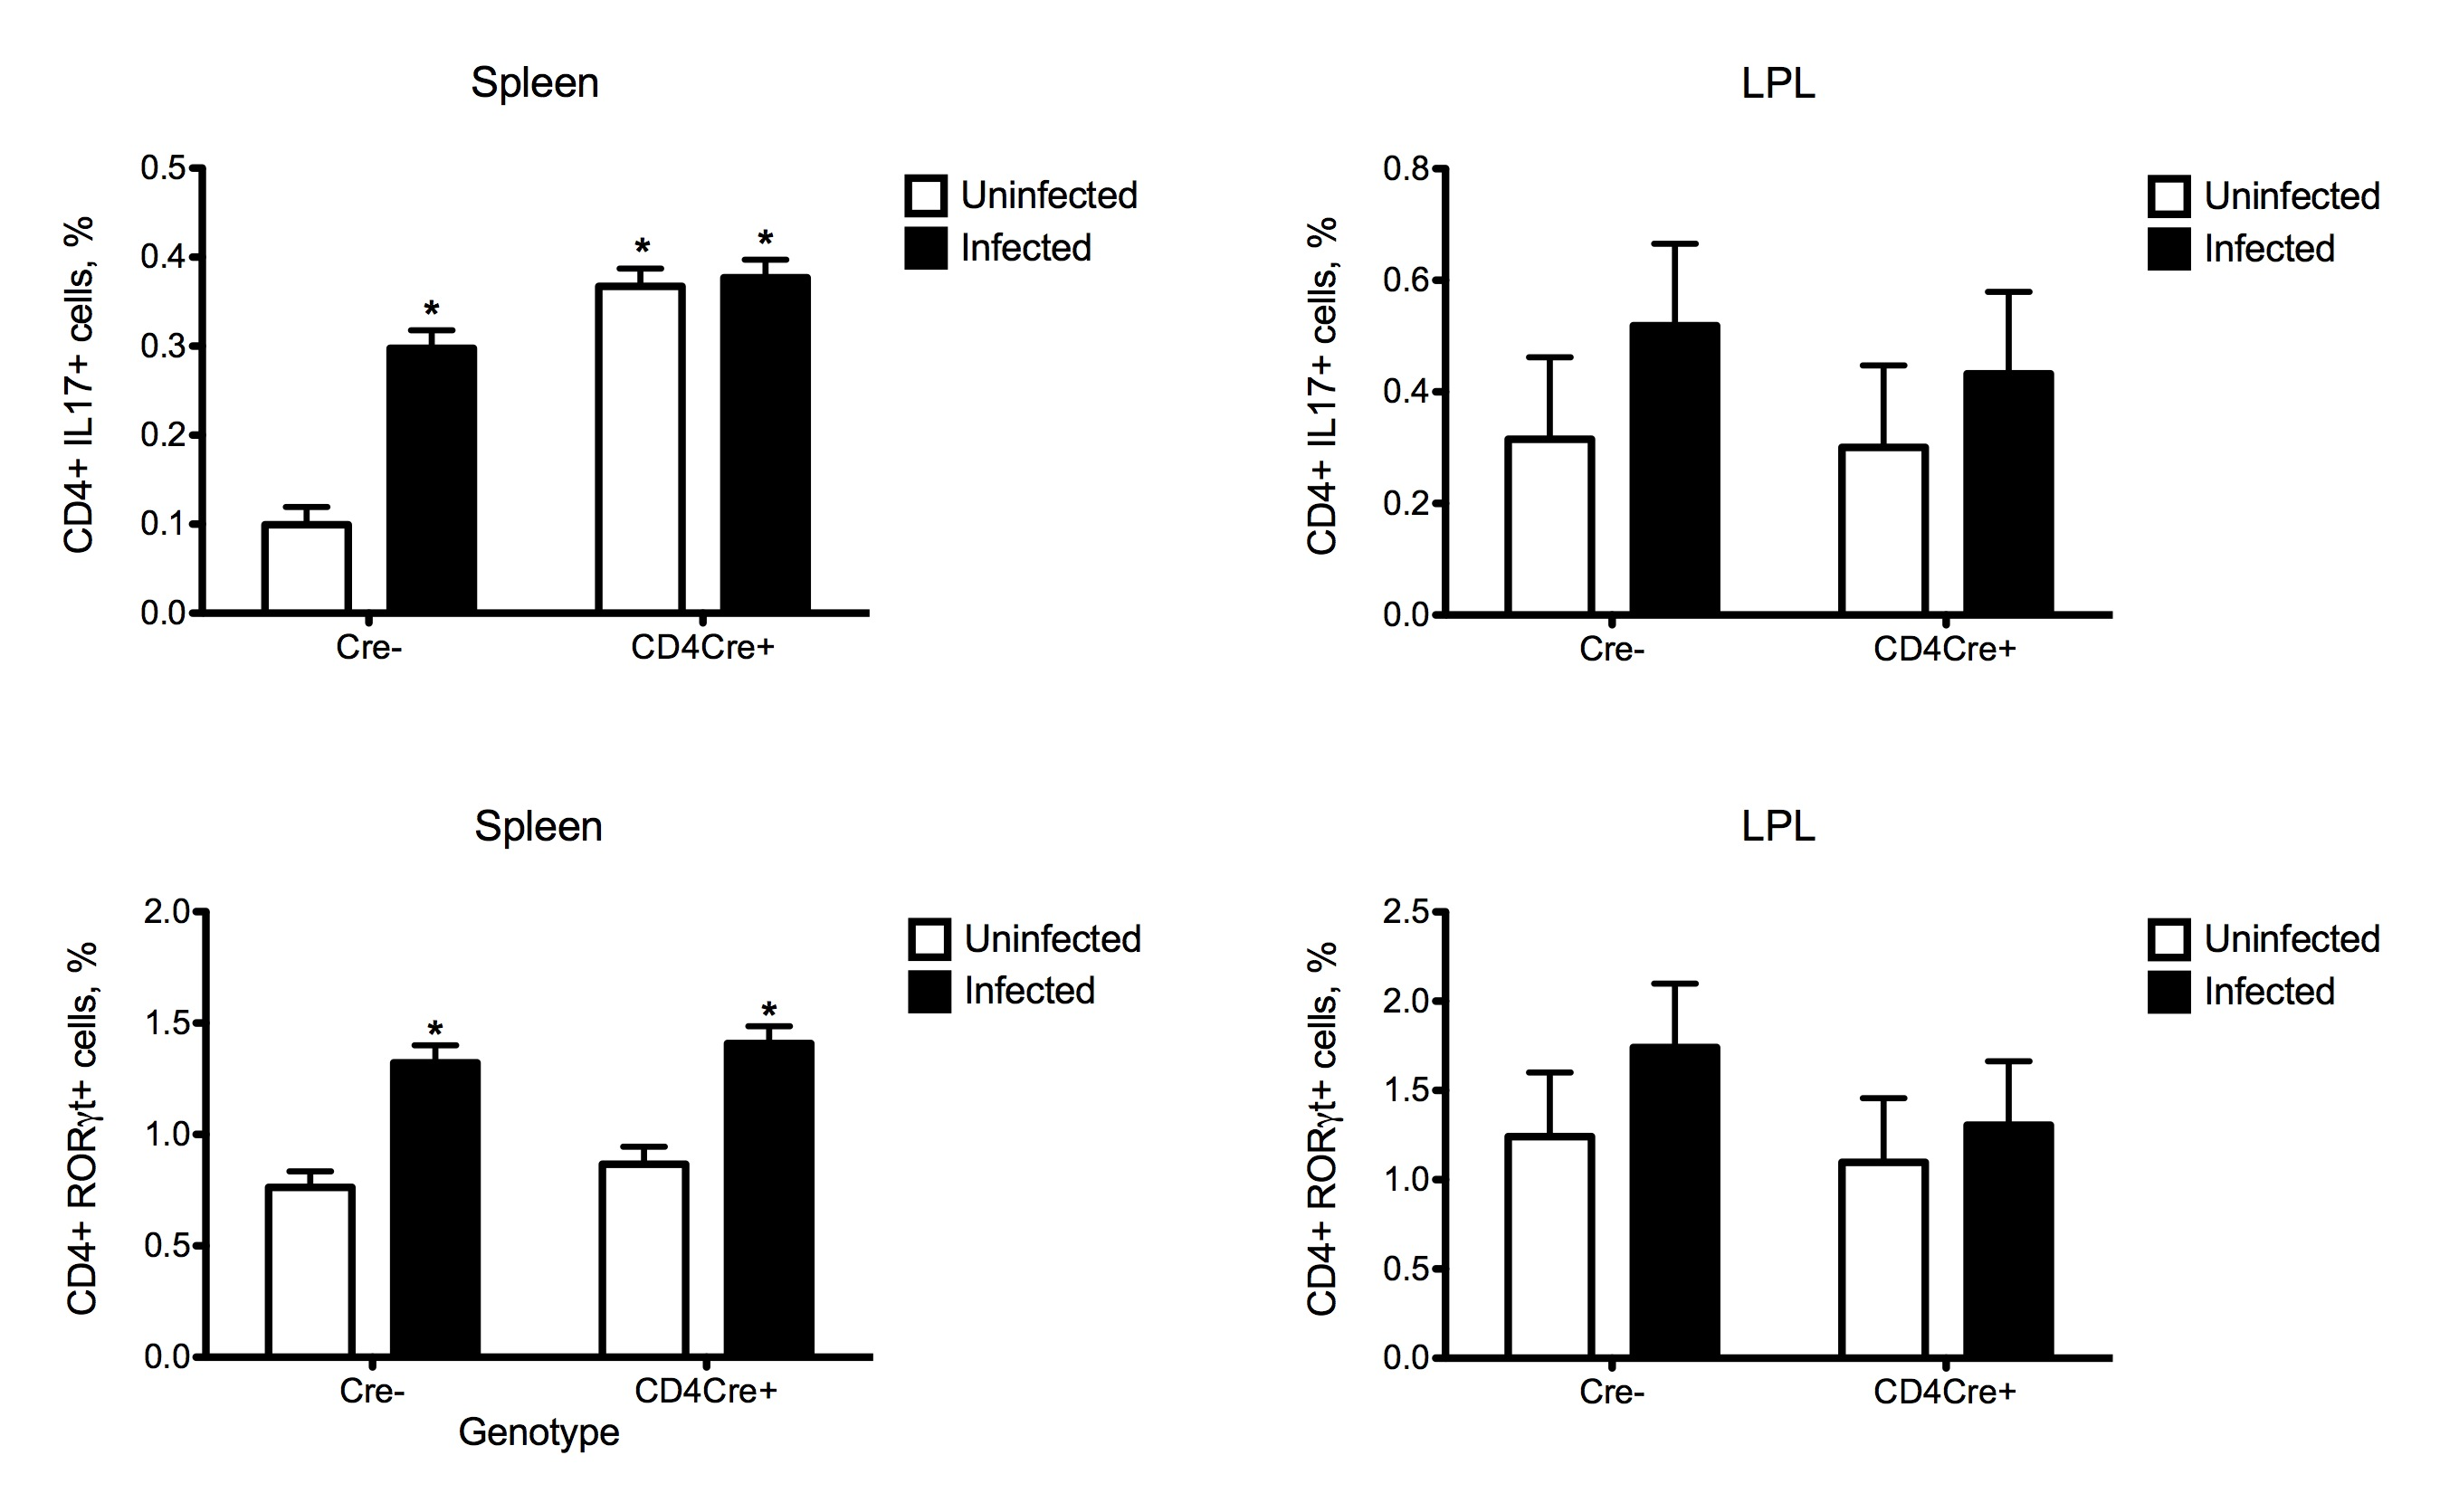 Spleen
CD4+ IL17+ cells, %
0.5
0.4
0.3
0.2
0.1
0.0
*
*
*
Cre-
CD4Cre+
Uninfected
Infected
LPL
CD4+ IL17+ cells, %
0.8
0.6
0.4
0.2
0.0
Cre-
CD4Cre+
Uninfected
Infected
Spleen
CD4+ RORγt+ cells, %
2.0
1.5
1.0
0.5
0.0
*
*
Cre-
CD4Cre+
Genotype
Uninfected
Infected
LPL
CD4+ RORγt+ cells, %
2.5
2.0
1.5
1.0
0.5
0.0
Cre-
CD4Cre+
Uninfected
Infected